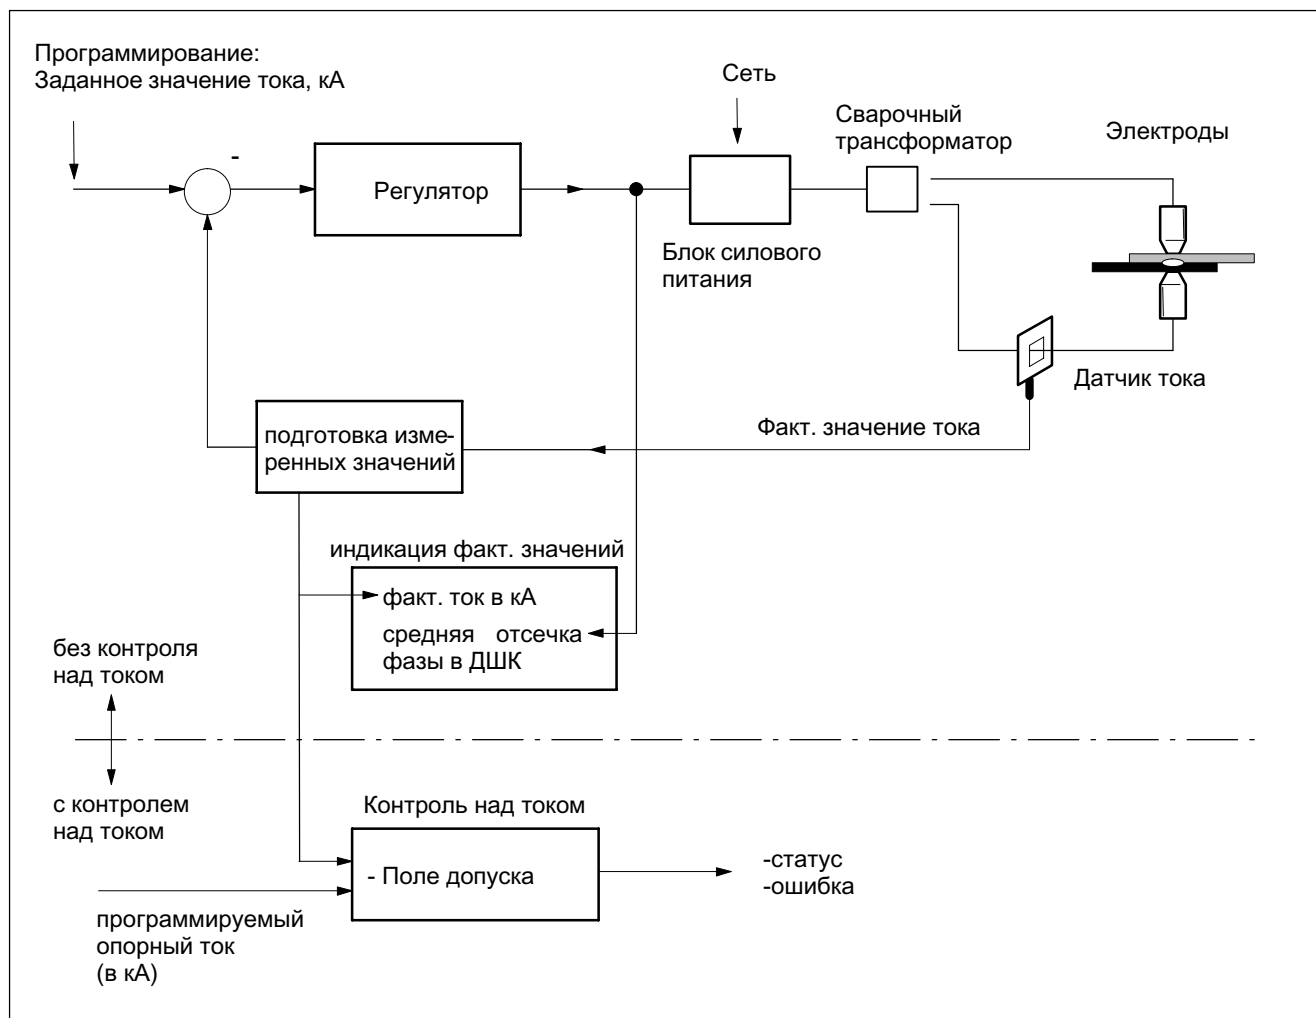 Программирование:
Заданное значение тока, кА
Сеть
Сварочный
трансформатор
Электроды
-
Регулятор
Блок силового
питания
Датчик тока
Факт. значение тока
подготовка изме-
ренных значений
индикация факт. значений
факт. ток в кА
средняя отсечка
фазы в ДШК
без контроля
над током
с контролем
над током
Контроль над током
- Поле допуска
-статус
-ошибка
программируемый
опорный ток
(в кА)